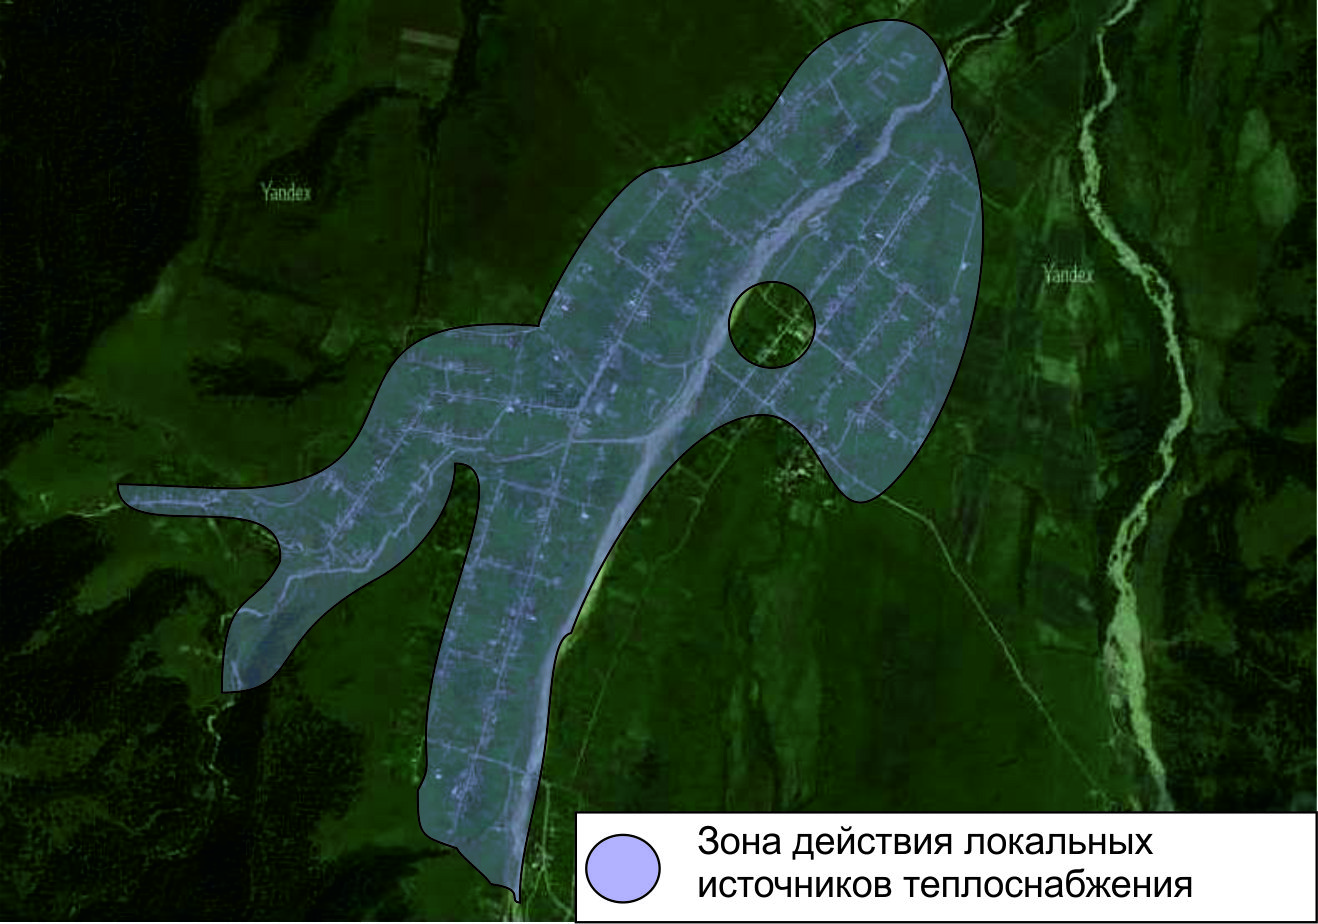 Yandex
Yandex
Зона действия локальных
источников теплоснабжения